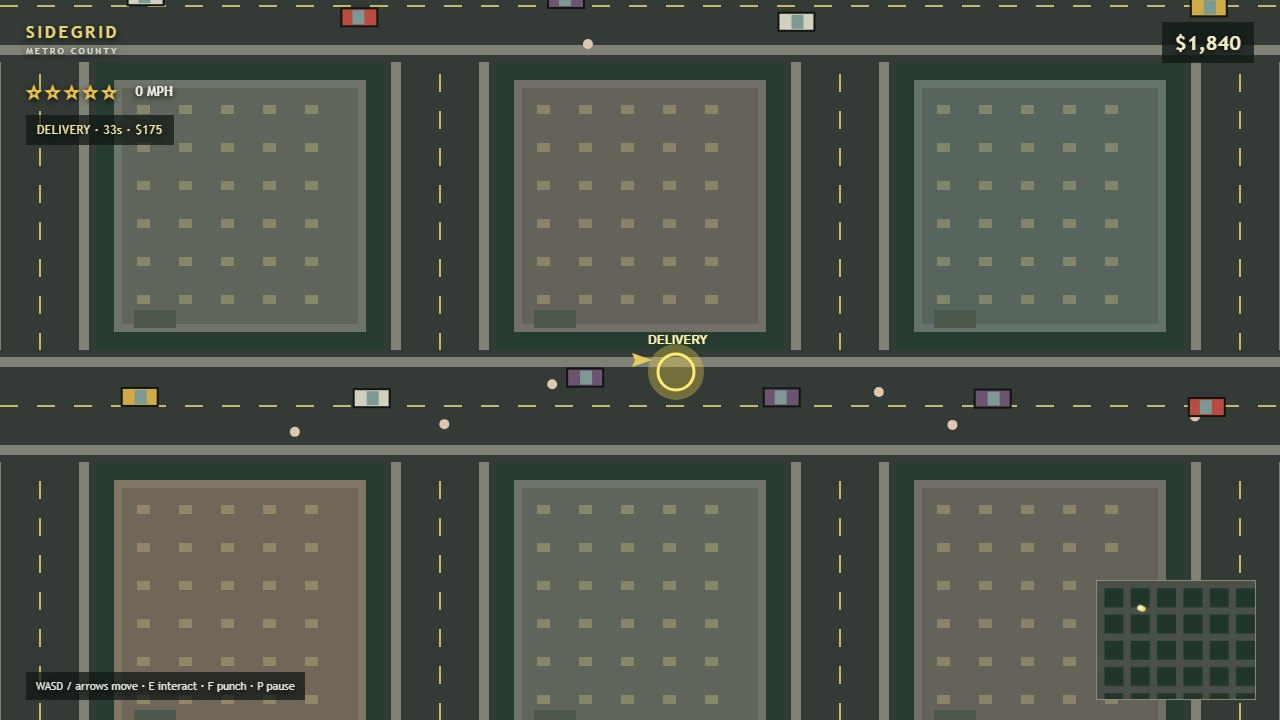 SIDEGRID
METRO COUNTY
$1,840
☆☆☆☆☆ 0 MPH
DELIVERY · 33s · $175
DELIVERY
WASD / arrows move · E interact · F punch · P pause